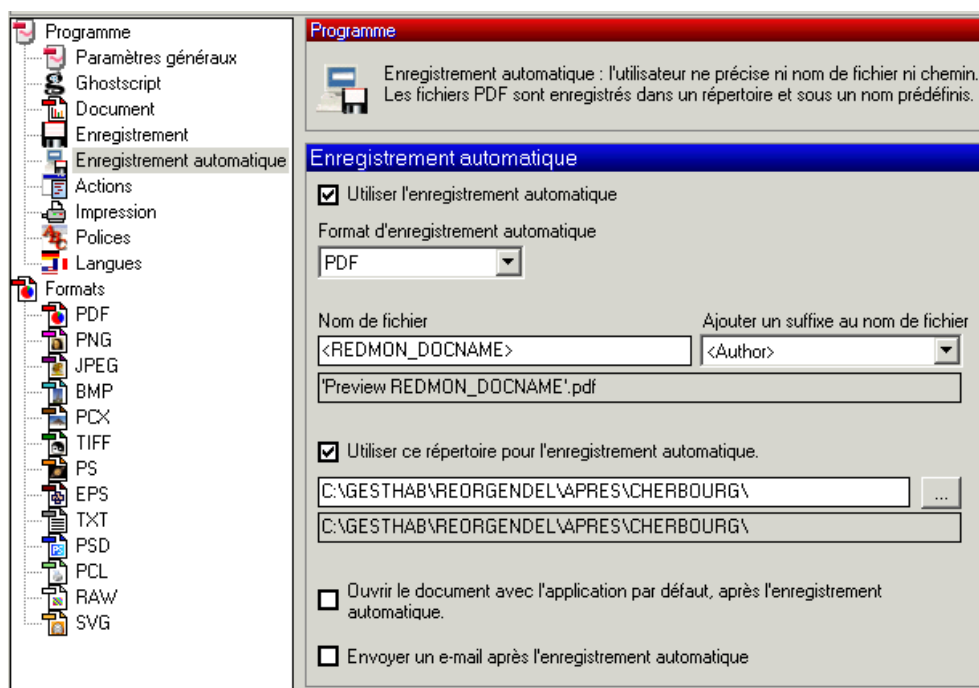 Programme
Paramètres généraux
Ghostscript
Document
Enregistrement
Enregistrement automatique
Actions
Impression
Polices
Langues
Formats
PDF
PNG
JPEG
BMP
PCX
TIFF
PS
EPS
TXT
PSD
PCL
RAW
SVG
Programme
Enregistrement automatique : l'utilisateur ne précise ni nom de fichier ni chemin.
Les fichiers PDF sont enregistrés dans un répertoire et sous un nom prédéfinis.
Enregistrement automatique
Utiliser l'enregistrement automatique
Format d'enregistrement automatique
PDF
Nom de fichier
Ajouter un suffixe au nom de fichier
<REDMON_DOCNAME>
<Author>
'Preview REDMON_DOCNAME'.pdf
Utiliser ce répertoire pour l'enregistrement automatique.
C:\GESTHAB\REORGENDEL\APRES\CHERBOURG\
...
C:\GESTHAB\REORGENDEL\APRES\CHERBOURG\
Ouvrir le document avec l'application par défaut, après l'enregistrement
automatique.
Envoyer un e-mail après l'enregistrement automatique